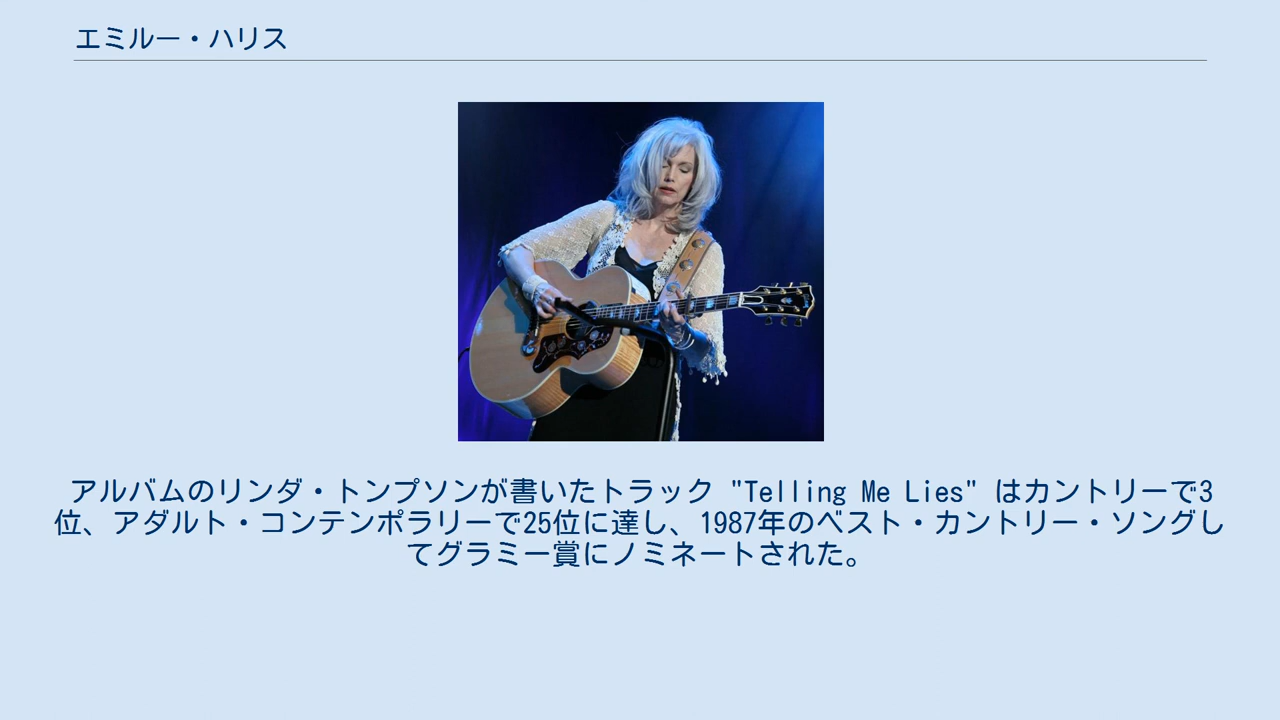 エミルー・ハリス
アルバムのリンダ・トンプソンが書いたトラック "Telling Me Lies" はカントリーで3
位、アダルト・コンテンポラリーで25位に達し、1987年のベスト・カントリー・ソングし
てグラミー賞にノミネートされた。